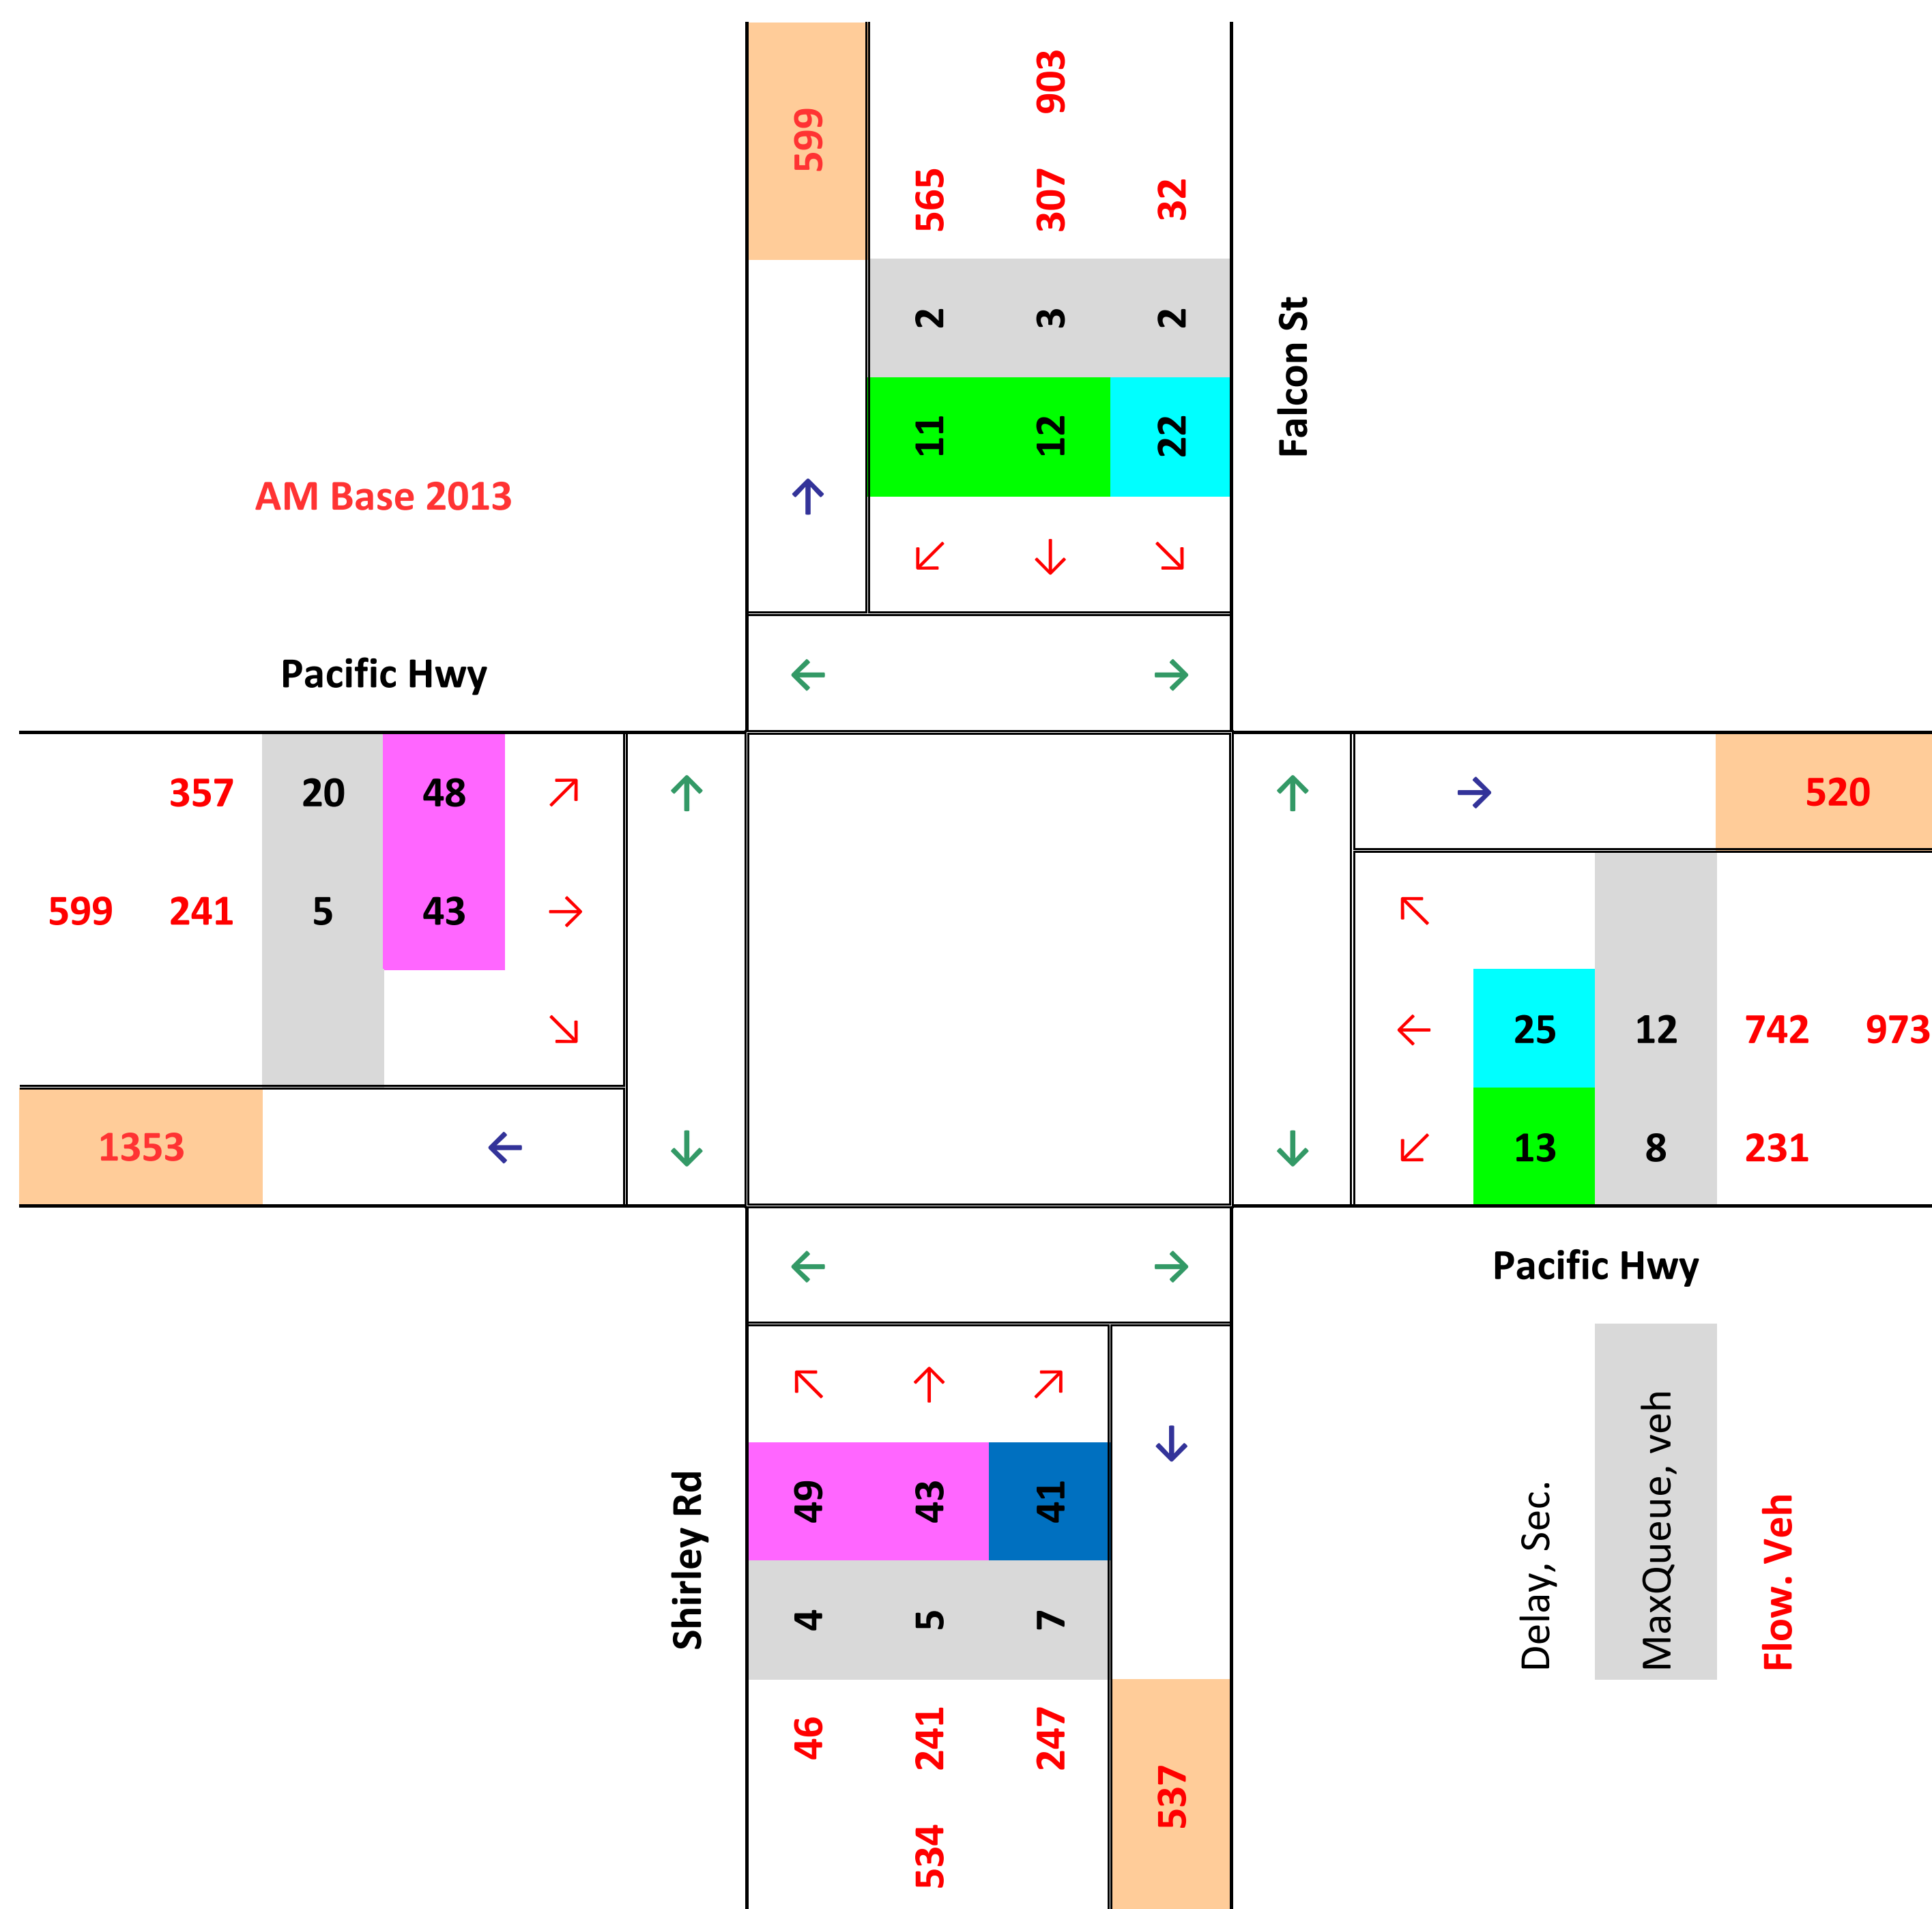 903
599
565 307 32
2 3 2
11 12 22
Falcon St
AM Base 2013
Pacific Hwy
357 20 48
520
599 241 5 43
25 12 742 973
1353
13 8 231
Pacific Hwy
Shirley Rd
49 43 41
4 5 7
46 241 247
534
537
Delay, Sec.
MaxQueue, veh
Flow. Veh